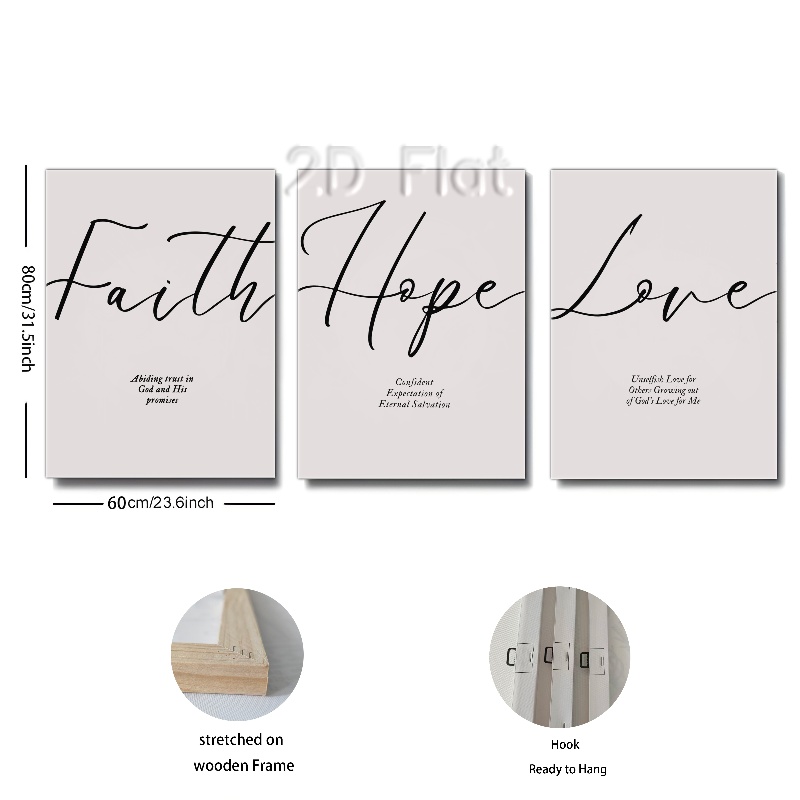 2D Flat
Faith
Abiding trust in
God and His
promises
Hope
Confident
Expectation of
Eternal Salvation
Love
Unselfish Love for
Others Growing out
of God's Love for Me
80cm/31.5inch
60cm/23.6inch
stretched on
wooden Frame
Hook
Ready to Hang